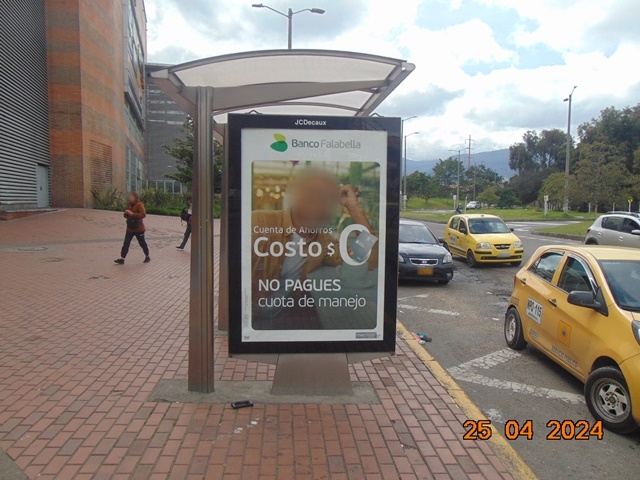 JCDecaux
Banco Falabella
Cuenta de Ahorros
Costo $0
NO PAGUES
cuota de manejo
25 04 2024